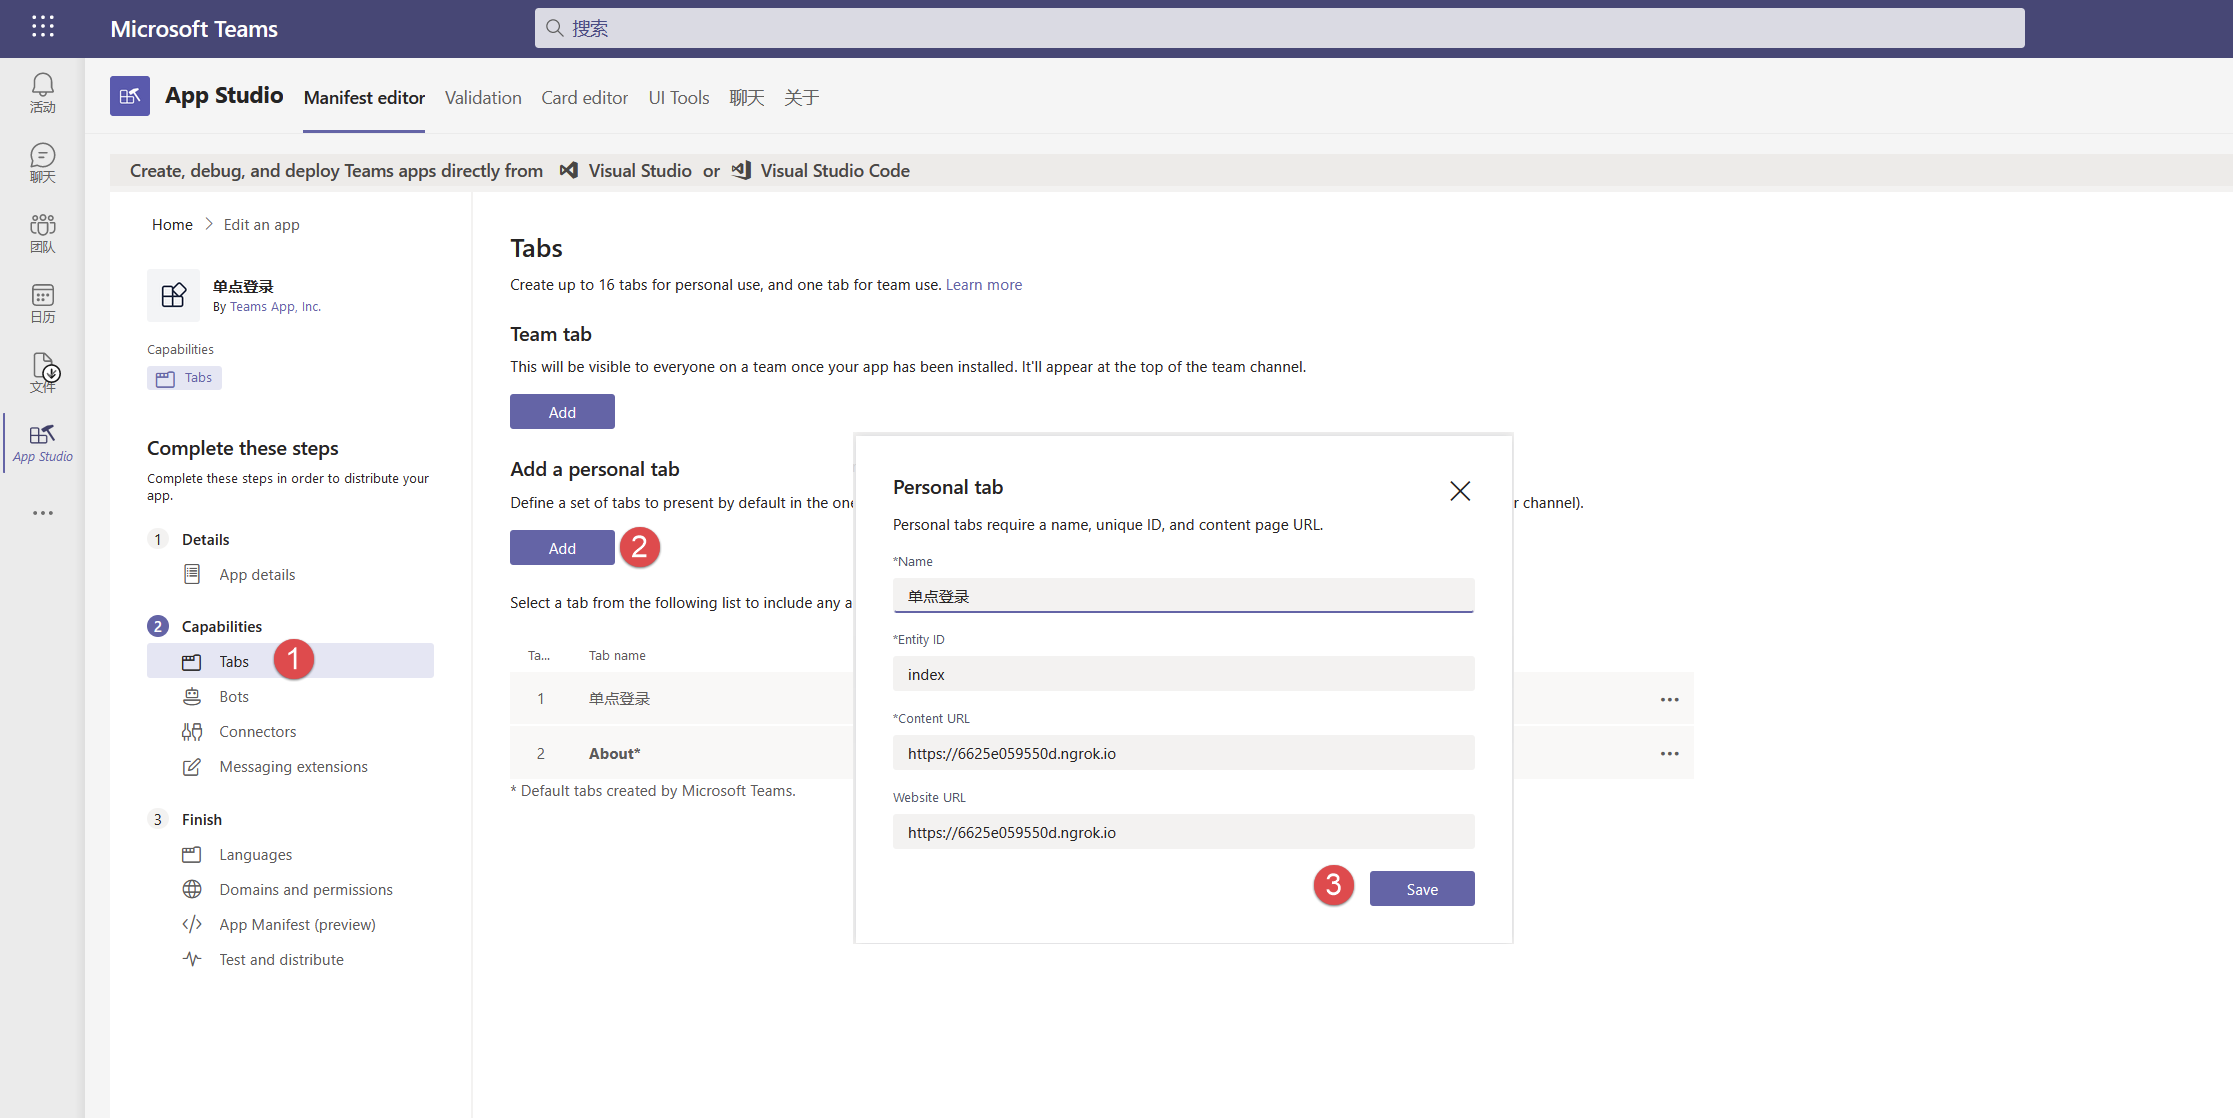 Microsoft Teams
搜索
活动
聊天
团队
日历
文件
App Studio
App Studio
Manifest editor
Validation
Card editor
UI Tools
聊天
关于
Create, debug, and deploy Teams apps directly from Visual Studio or Visual Studio Code
Home > Edit an app
单点登录
By Teams App, Inc.
Capabilities
Tabs
Complete these steps
Complete these steps in order to distribute your
app.
1 Details
App details
2 Capabilities
Tabs
1
Bots
Connectors
Messaging extensions
3 Finish
Languages
Domains and permissions
App Manifest (preview)
Test and distribute
Tabs
Create up to 16 tabs for personal use, and one tab for team use. Learn more
Team tab
This will be visible to everyone on a team once your app has been installed. It'll appear at the top of the team channel.
Add
Add a personal tab
Define a set of tabs to present by default in the one
r channel).
Add
2
Select a tab from the following list to include any a
Ta... Tab name
1 单点登录
2 About*
* Default tabs created by Microsoft Teams.
Personal tab
Personal tabs require a name, unique ID, and content page URL.
*Name
单点登录
*Entity ID
index
*Content URL
https://6625e059550d.ngrok.io
Website URL
https://6625e059550d.ngrok.io
3
Save